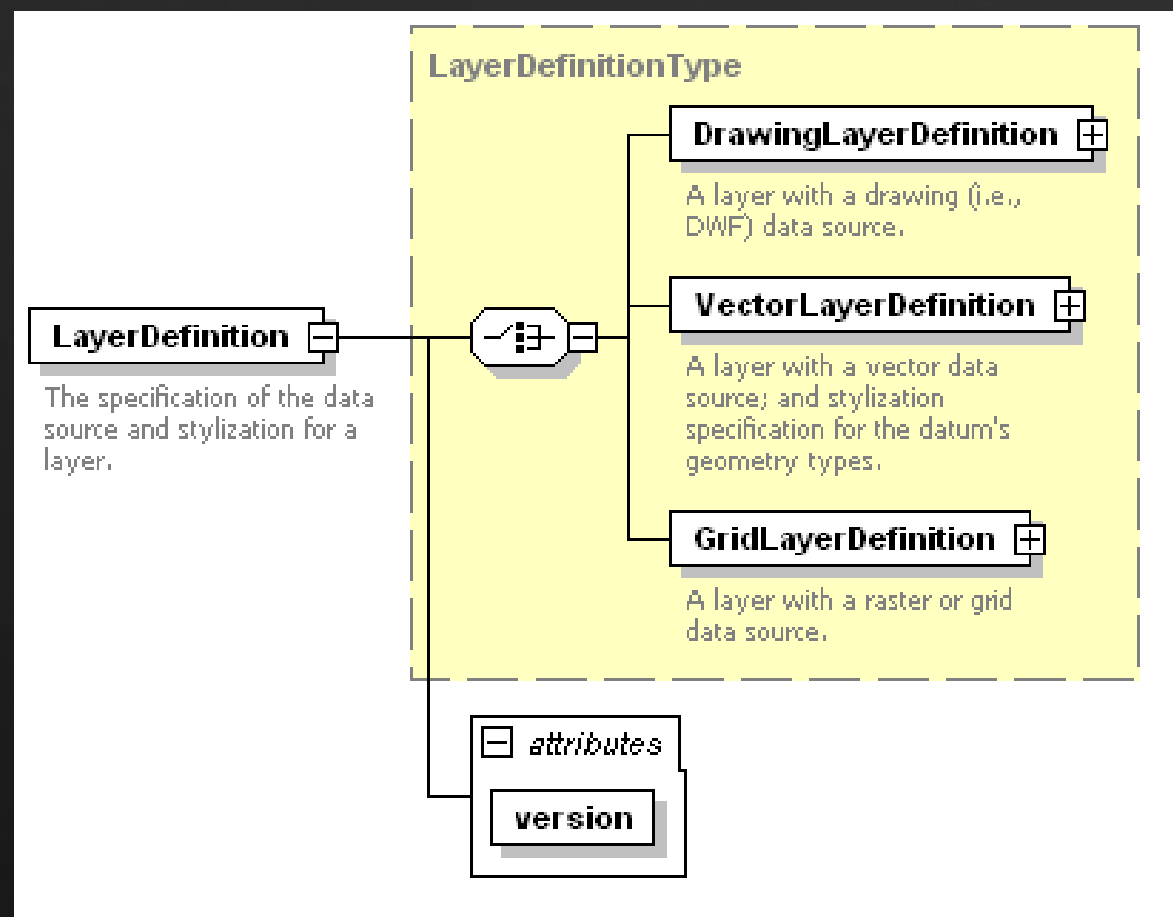 LayerDefinitionType
DrawingLayerDefinition
A layer with a drawing (i.e.,
DWF) data source.
VectorLayerDefinition
A layer with a vector data
source; and stylization
specification for the datum's
geometry types.
GridLayerDefinition
A layer with a raster or grid
data source.
LayerDefinition
The specification of the data
source and stylization for a
layer.
attributes
version